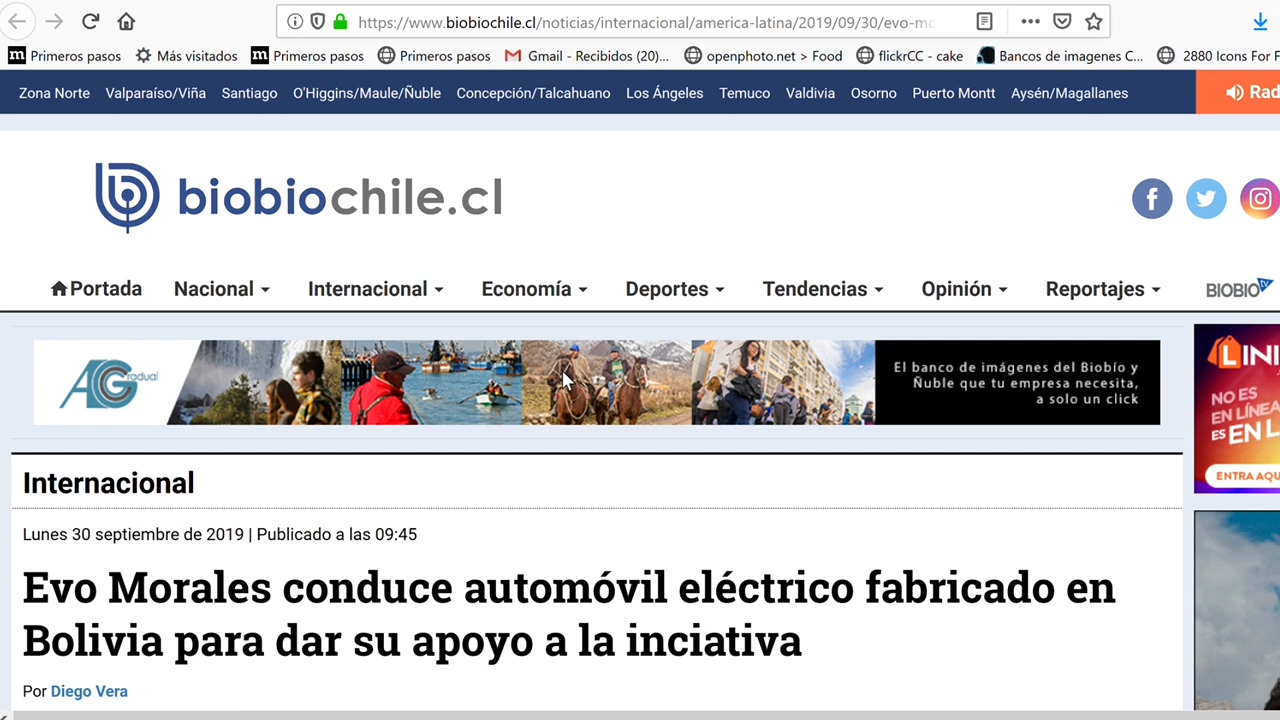 https://www.biobiochile.cl/noticias/internacional/america-latina/2019/09/30/evo-mo
Primeros pasos Más visitados Primeros pasos Primeros pasos Gmail - Recibidos (20)... openphoto.net > Food flickrCC - cake Bancos de imagenes C... 2880 Icons For F
Zona Norte Valparaíso/Viña Santiago O'Higgins/Maule/Ñuble Concepción/Talcahuano Los Ángeles Temuco Valdivia Osorno Puerto Montt Aysén/Magallanes Rad
biobiochile.cl
Portada Nacional Internacional Economía Deportes Tendencias Opinión Reportajes BIOBIO tv
AGradual
El banco de imágenes del Biobío y
Ñuble que tu empresa necesita,
a solo un click
LINI
NO ES
EN LÍNEA
ES EN L
ENTRA AQU
Internacional
Lunes 30 septiembre de 2019 | Publicado a las 09:45
Evo Morales conduce automóvil eléctrico fabricado en
Bolivia para dar su apoyo a la inciativa
Por Diego Vera